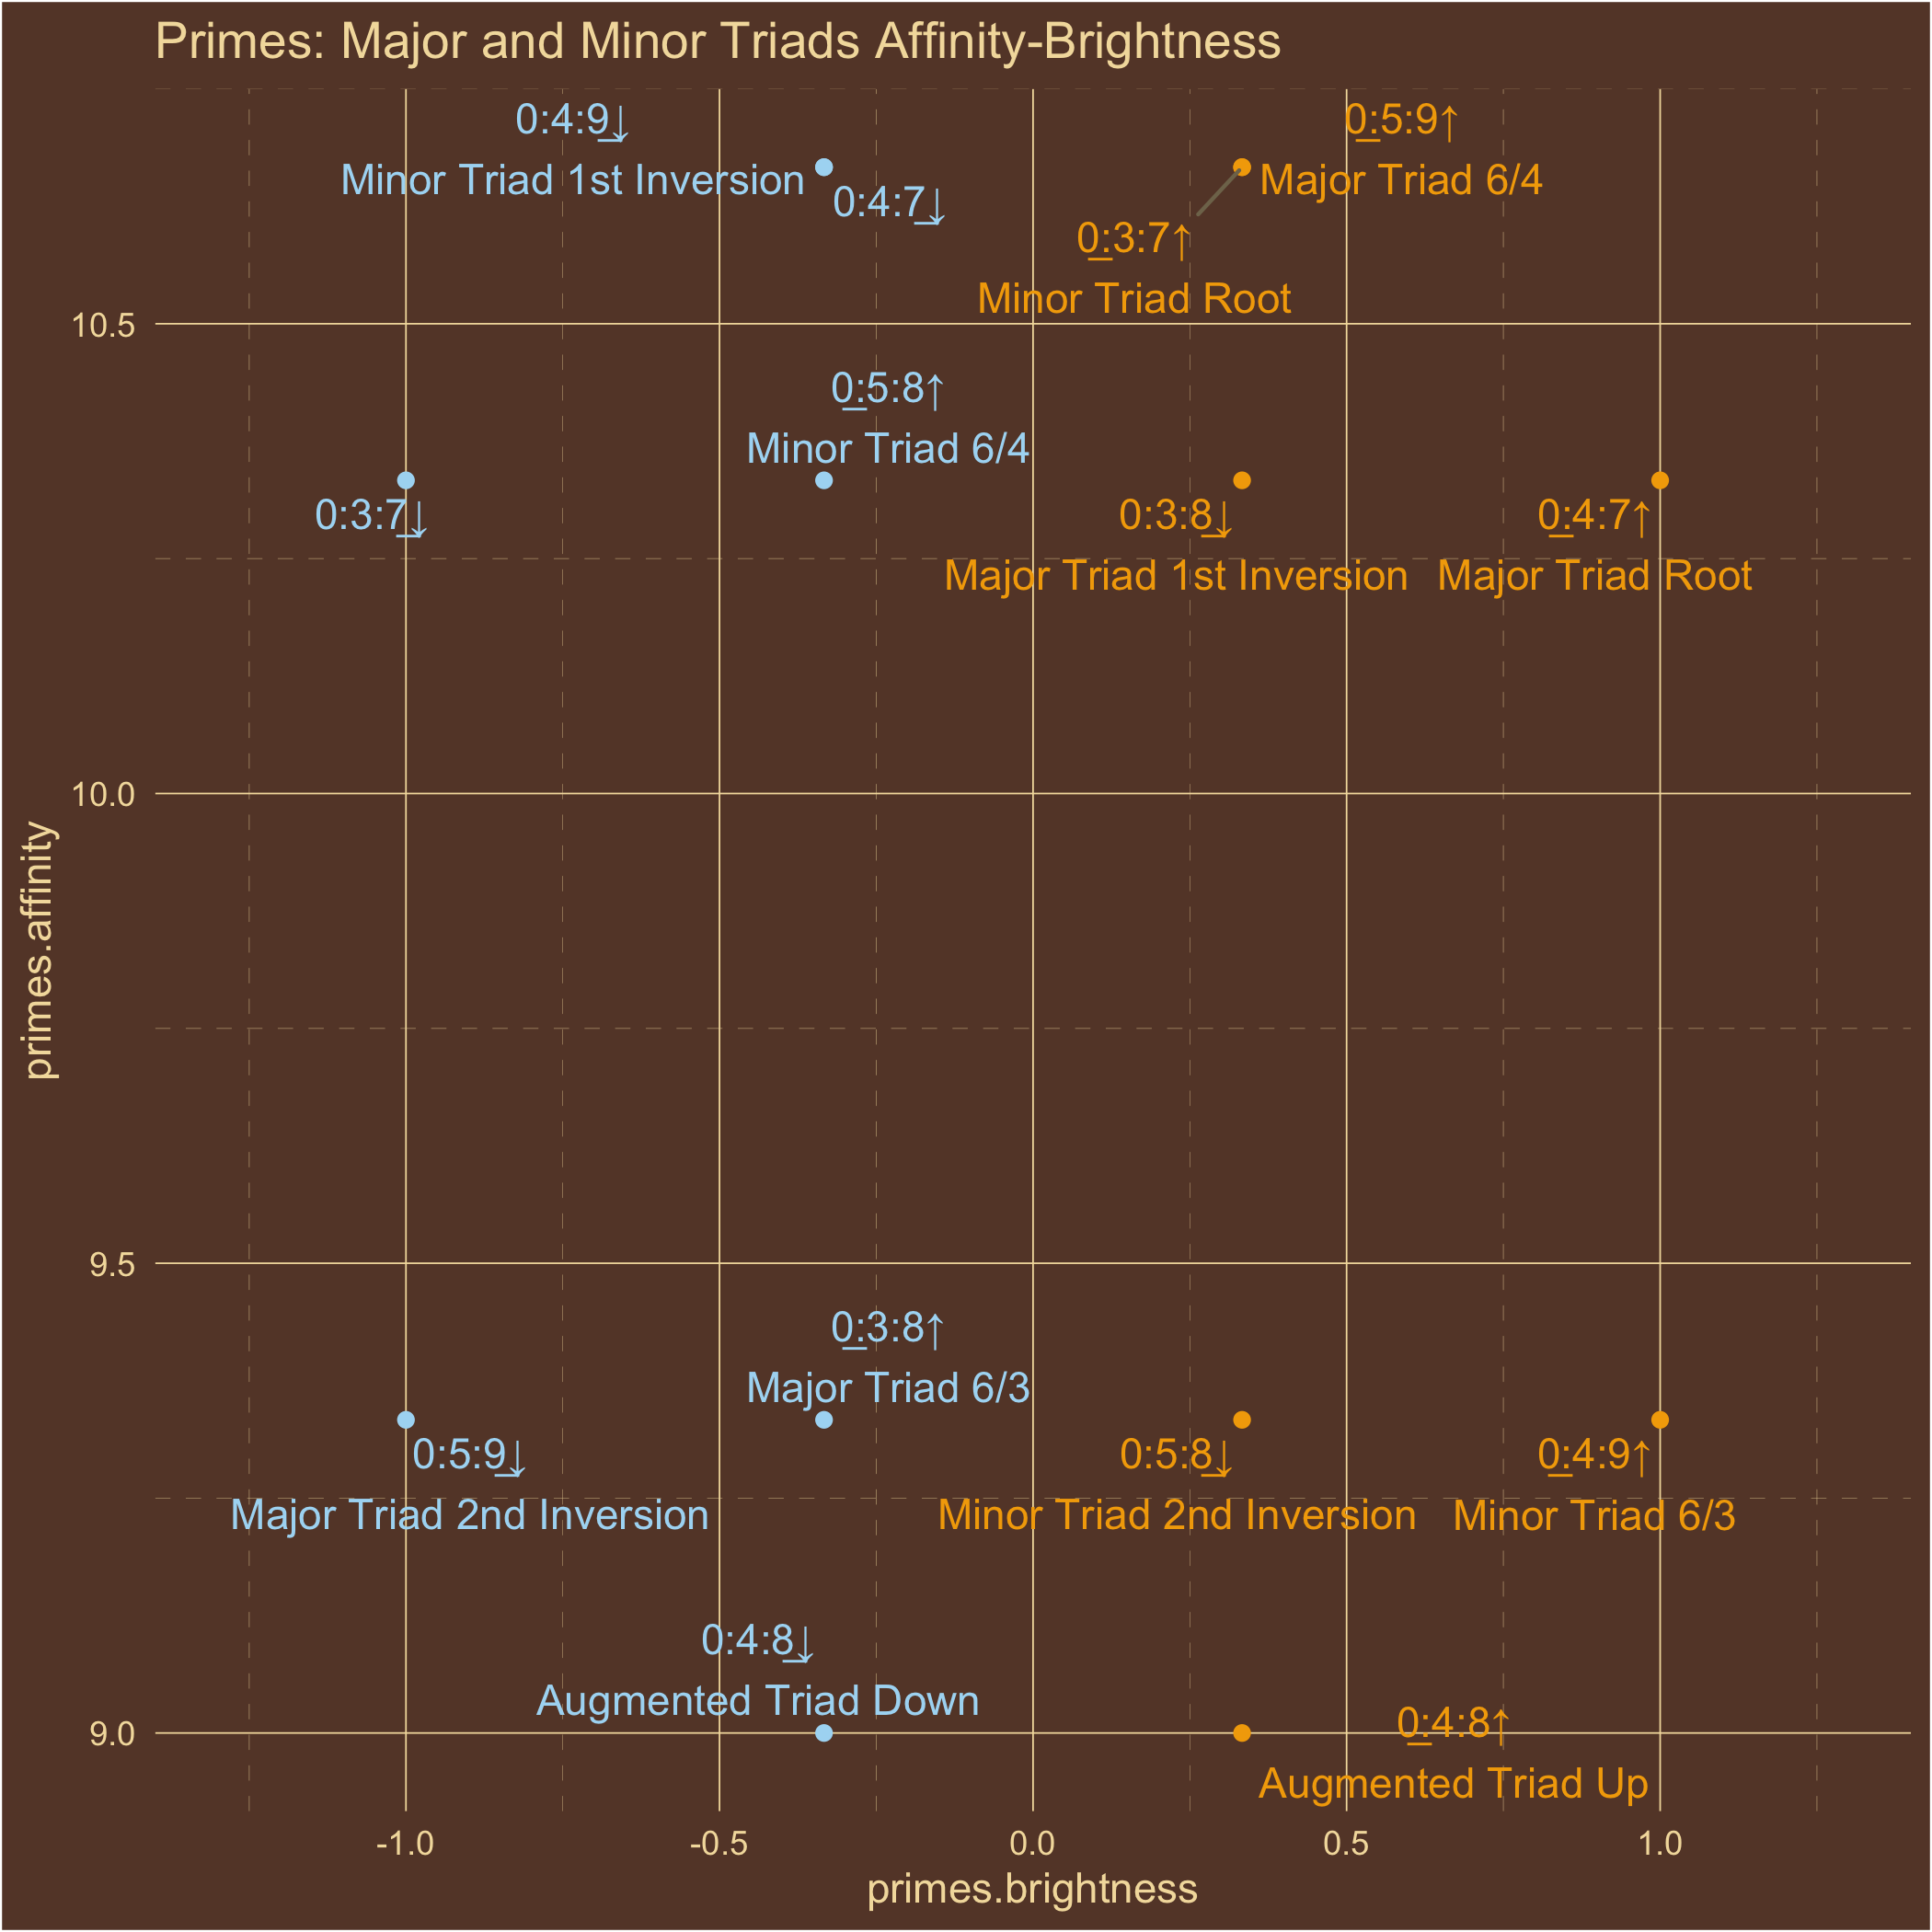 Primes: Major and Minor Triads Affinity-Brightness
0:4:9↓
Minor Triad 1st Inversion
0:4:7↓
0:5:9↑
Major Triad 6/4
0:3:7↑
Minor Triad Root
10.5
0:5:8↑
Minor Triad 6/4
0:3:7↓
0:3:8↓
Major Triad 1st Inversion
0:4:7↑
Major Triad Root
10.0
primes.affinity
9.5
0:3:8↑
Major Triad 6/3
0:5:9↓
Major Triad 2nd Inversion
0:5:8↓
Minor Triad 2nd Inversion
0:4:9↑
Minor Triad 6/3
0:4:8↓
Augmented Triad Down
9.0
0:4:8↑
Augmented Triad Up
-1.0 -0.5 0.0 0.5 1.0
primes.brightness